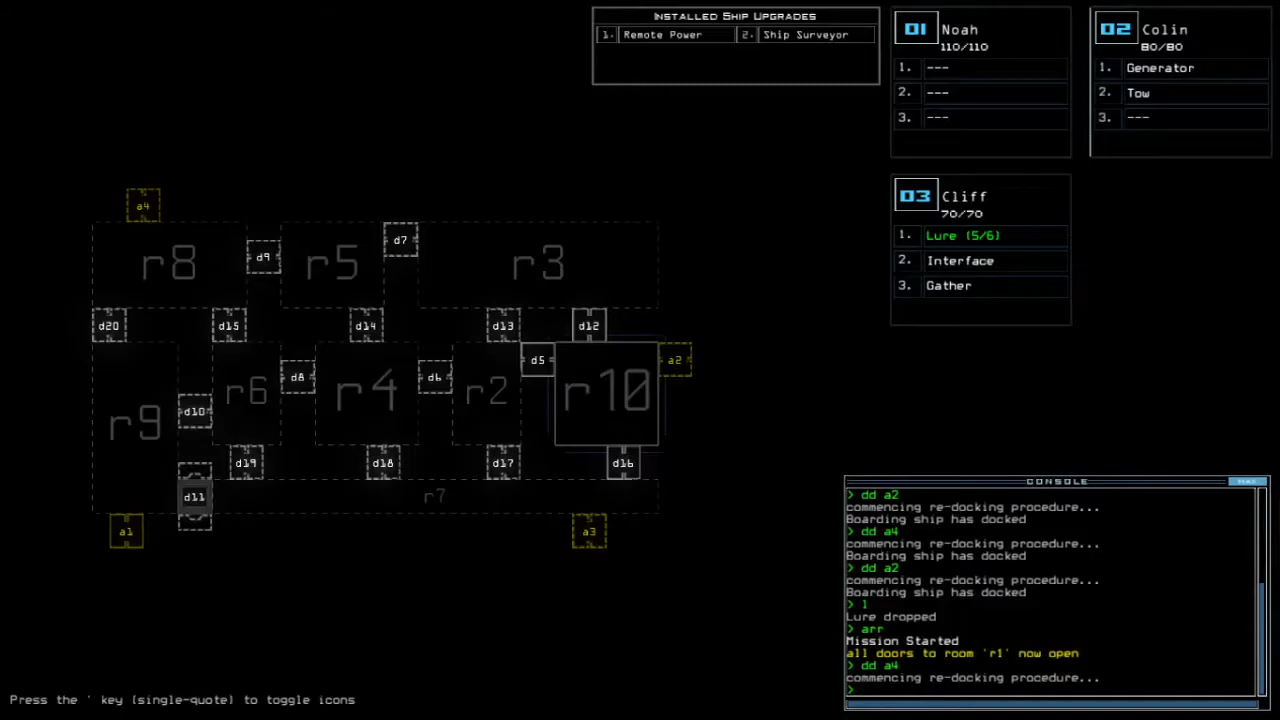 Installed Ship Upgrades
1. Remote Power 2. Ship Surveyor
01 Noah
110/110
1. ---
2. ---
3. ---
02 Colin
80/80
1. Generator
2. Tow
3. ---
03 Cliff
70/70
1. Lure (5/6)
2. Interface
3. Gather
a4
r8
d9
r5
d7
r3
d20
d15
d14
d13
d12
r9
d10
r6
d8
r4
d6
r2
d5
r10
a2
d19
d18
d17
d16
d11
r7
a1
a3
CONSOLE
MAX
> dd a2
commencing re-docking procedure...
Boarding ship has docked
> dd a4
commencing re-docking procedure...
Boarding ship has docked
> dd a2
commencing re-docking procedure...
Boarding ship has docked
> l
Lure dropped
> arr
Mission Started
all doors to room 'r1' now open
> dd a4
commencing re-docking procedure...
>
Press the ' key (single-quote) to toggle icons